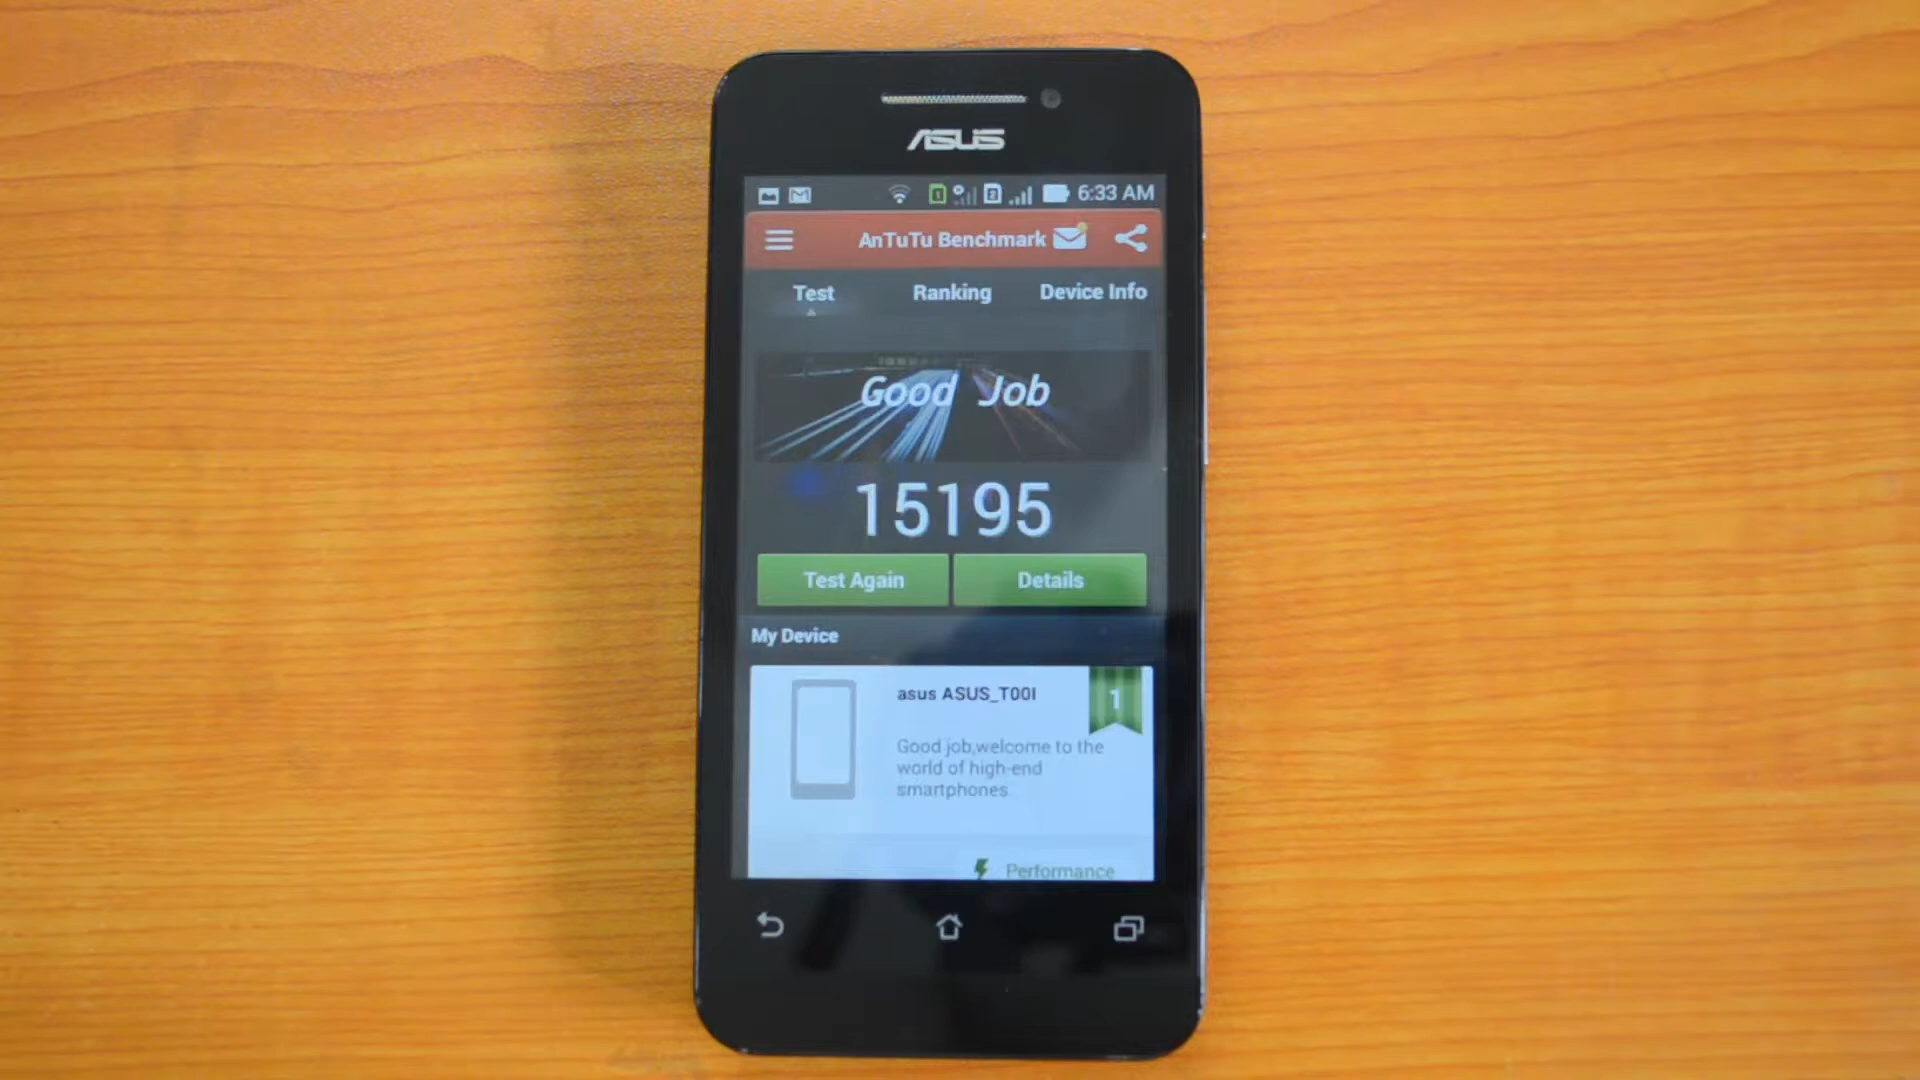 ASUS
6:33 AM
AnTuTu Benchmark
Test Ranking Device Info
Good Job
15195
Test Again Details
My Device
asus ASUS_T00I
1
Good job,welcome to the
world of high-end
smartphones.
Performance